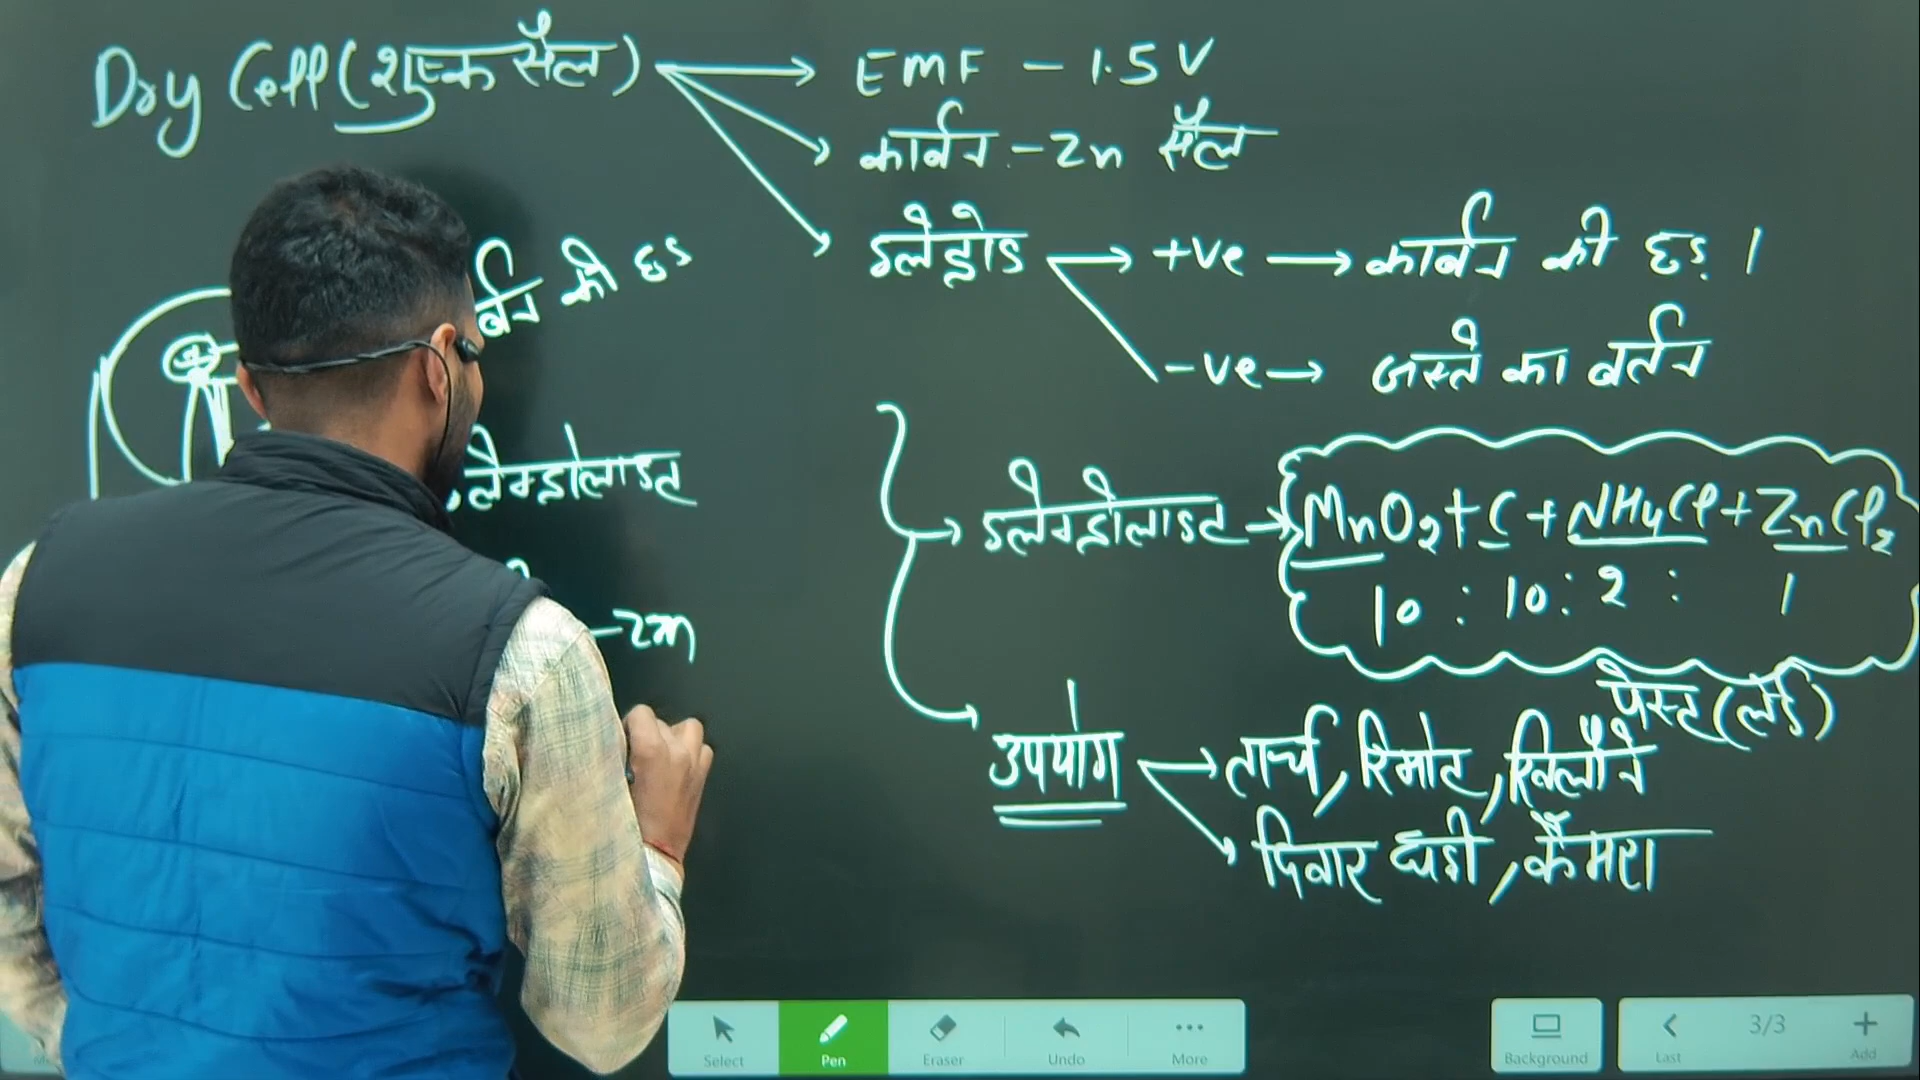 Dry Cell (शुष्क सैल)
EMF - 1.5 V
कार्बन - Zn सैल
इलेक्ट्रोड
+ve → कार्बन की छड़ ।
-ve → जस्ते का बर्तन
र्बन की छड
लैक्ट्रोलाइट
-Zn
इलैक्ट्रोलाइट → MnO2 + C + NH4Cl + ZnCl2
10 : 10 : 2 : 1
पेस्ट (लई)
उपयोग
टार्च, रिमोट, खिलौने
दिवार घडी, कैमरा
Select
Pen
Eraser
Undo
More
Background
Last
3/3
Add